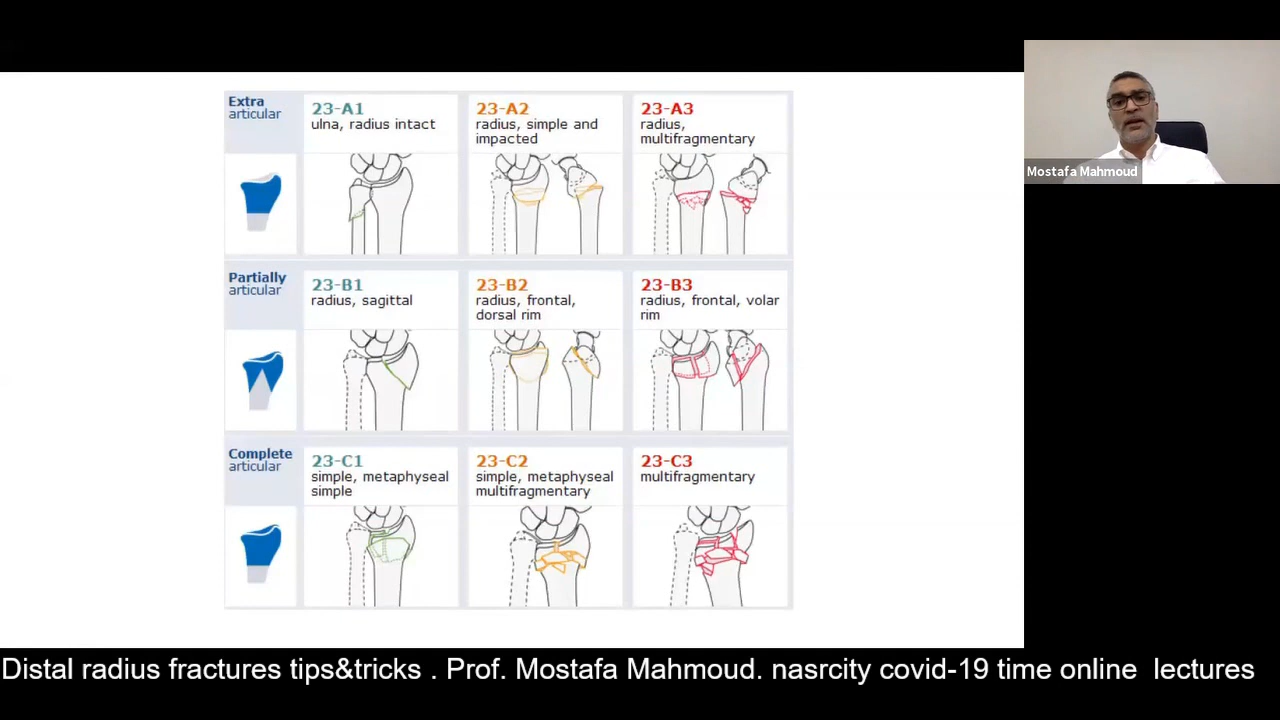 Extra
articular
23-A1
ulna, radius intact
23-A2
radius, simple and
impacted
23-A3
radius,
multifragmentary
Partially
articular
23-B1
radius, sagittal
23-B2
radius, frontal,
dorsal rim
23-B3
radius, frontal, volar
rim
Complete
articular
23-C1
simple, metaphyseal
simple
23-C2
simple, metaphyseal
multifragmentary
23-C3
multifragmentary
Mostafa Mahmoud
Distal radius fractures tips&tricks . Prof. Mostafa Mahmoud. nasrcity covid-19 time online lectures